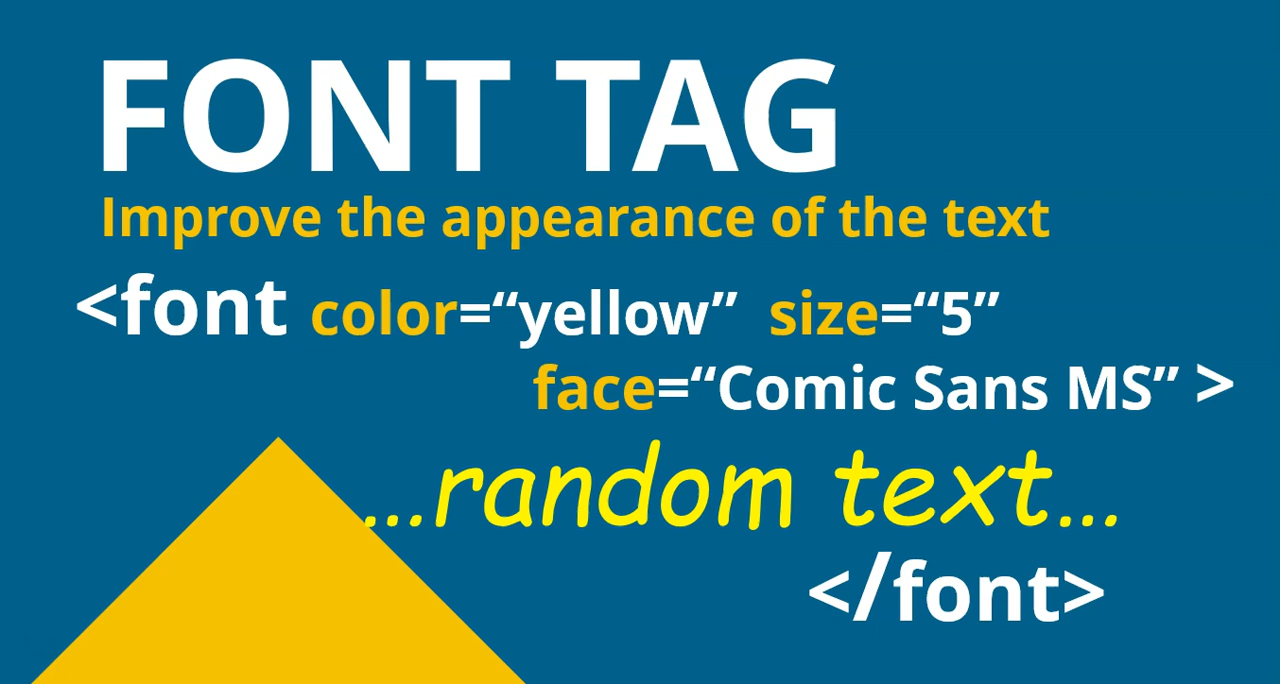 FONT TAG
Improve the appearance of the text
<font color=“yellow” size=“5”
face=“Comic Sans MS” >
...random text...
</font>